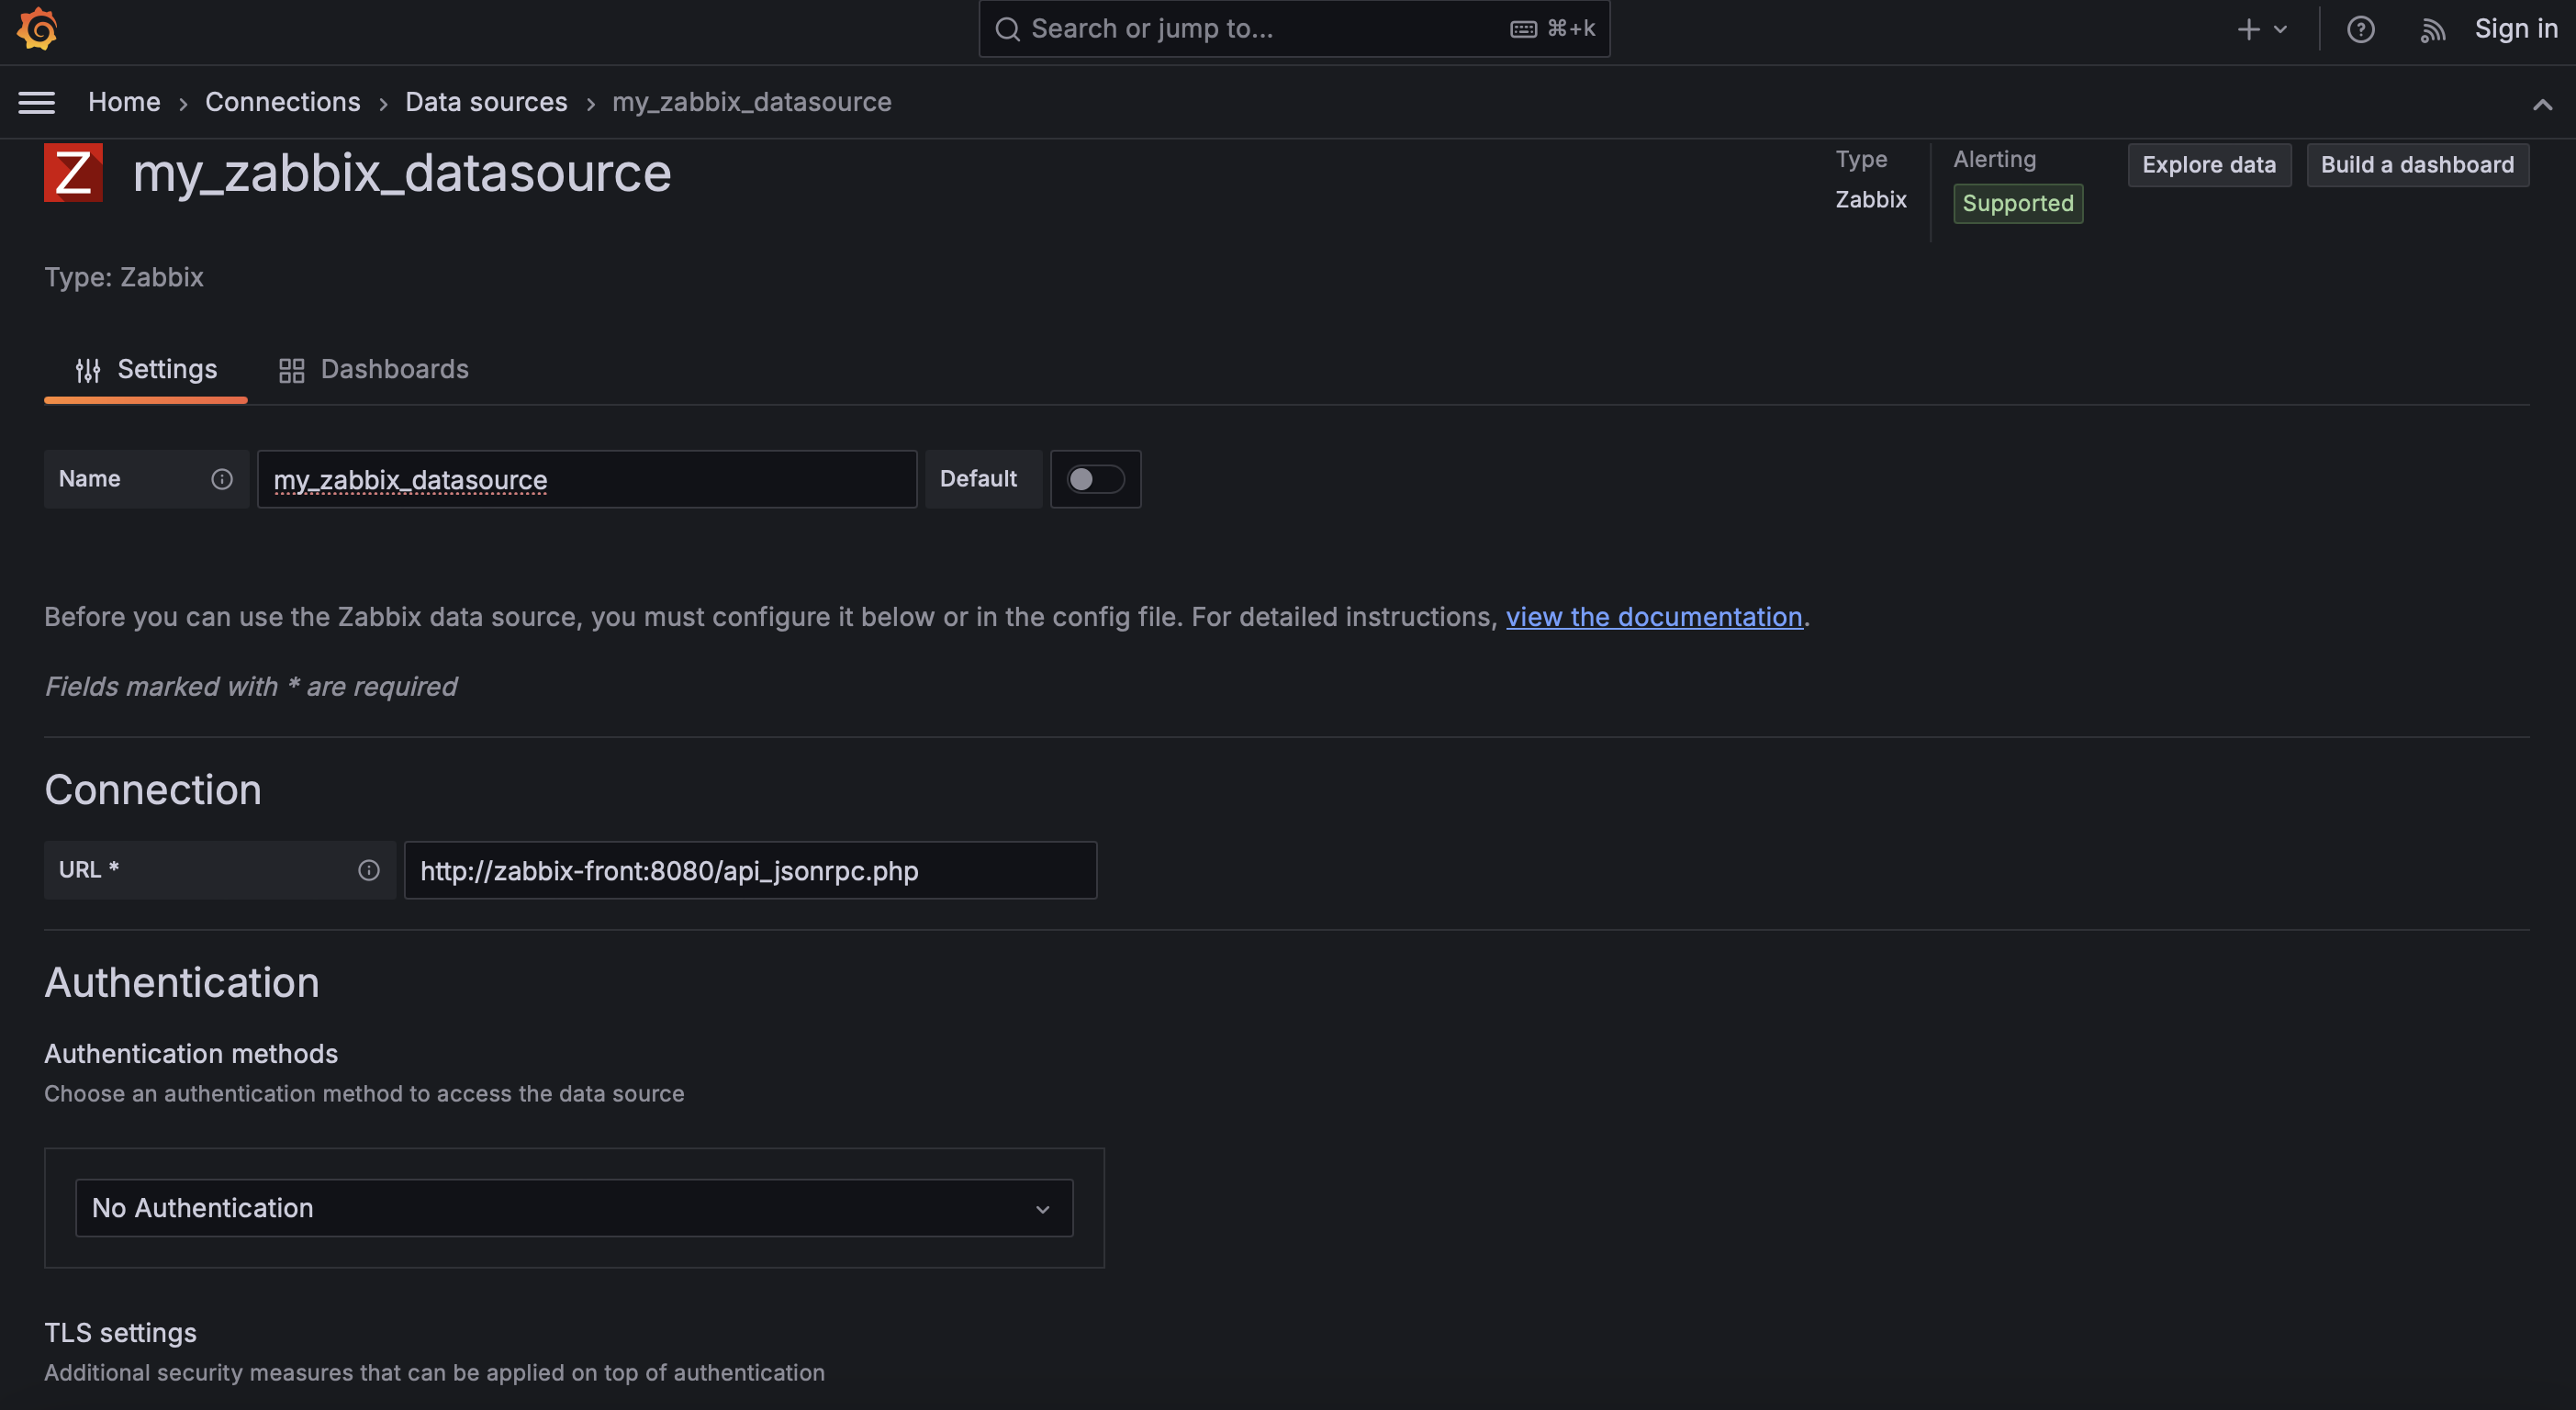 Search or jump to...
⌘+k
Sign in
Home › Connections › Data sources › my_zabbix_datasource
Z
my_zabbix_datasource
Type
Zabbix
Alerting
Supported
Explore data
Build a dashboard
Type: Zabbix
Settings
Dashboards
Name
my_zabbix_datasource
Default
Before you can use the Zabbix data source, you must configure it below or in the config file. For detailed instructions, view the documentation.
Fields marked with * are required
Connection
URL *
http://zabbix-front:8080/api_jsonrpc.php
Authentication
Authentication methods
Choose an authentication method to access the data source
No Authentication
TLS settings
Additional security measures that can be applied on top of authentication